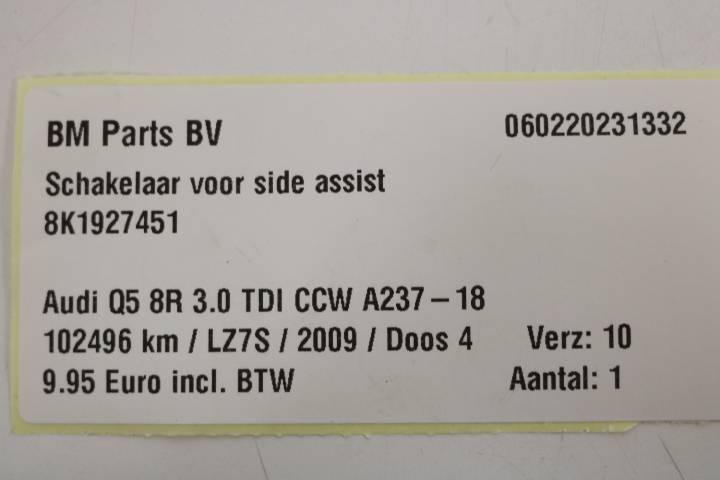 BM Parts BV 060220231332
Schakelaar voor side assist
8K1927451
Audi Q5 8R 3.0 TDI CCW A237-18
102496 km / LZ7S / 2009 / Doos 4 Verz: 10
9.95 Euro incl. BTW Aantal: 1